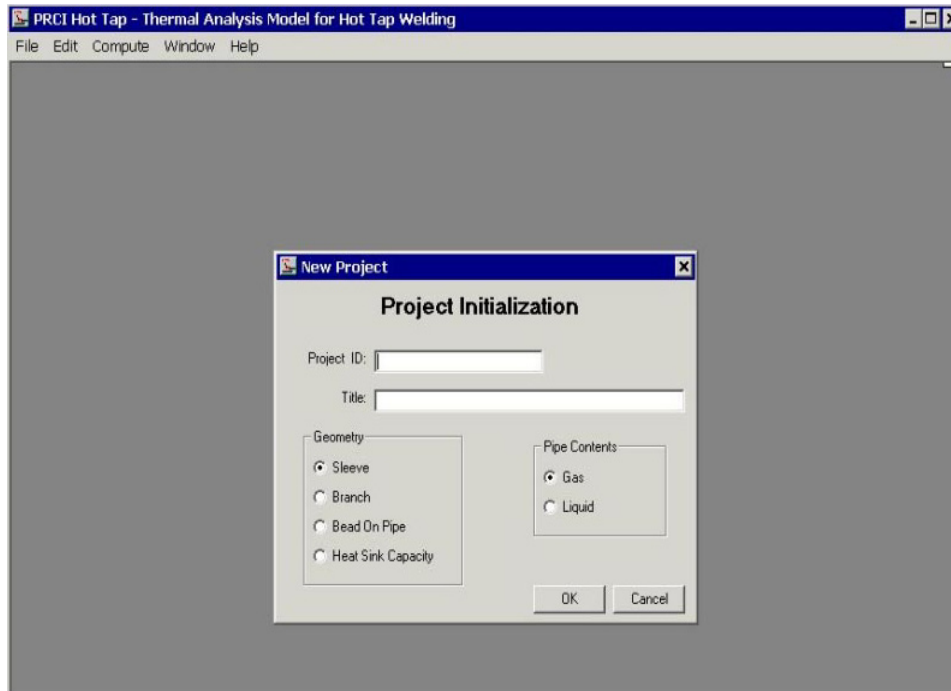 PRCI Hot Tap - Thermal Analysis Model for Hot Tap Welding
File Edit Compute Window Help
New Project
Project Initialization
Project ID:
Title:
Geometry
Sleeve
Branch
Bead On Pipe
Heat Sink Capacity
Pipe Contents
Gas
Liquid
OK Cancel